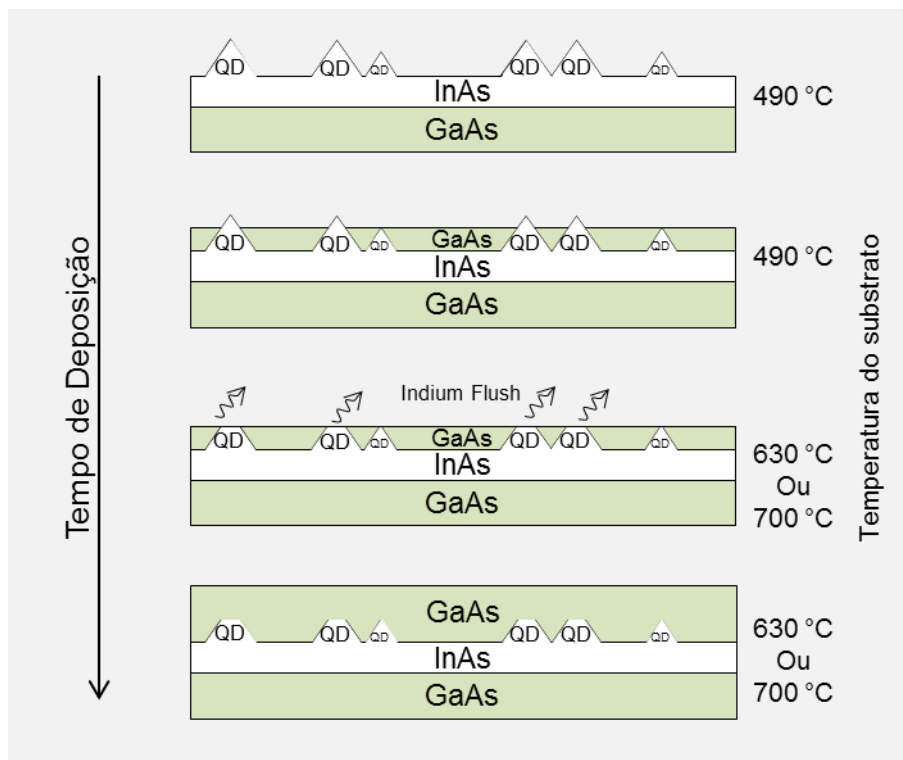 QD QD QD QD QD QD
InAs
GaAs
490 °C
QD QD QD GaAs QD QD QD
InAs
GaAs
490 °C
Indium Flush
QD QD QD GaAs QD QD QD
InAs
GaAs
630 °C
Ou
700 °C
GaAs
QD QD QD QD QD QD
InAs
GaAs
630 °C
Ou
700 °C
Tempo de Deposição
Temperatura do substrato